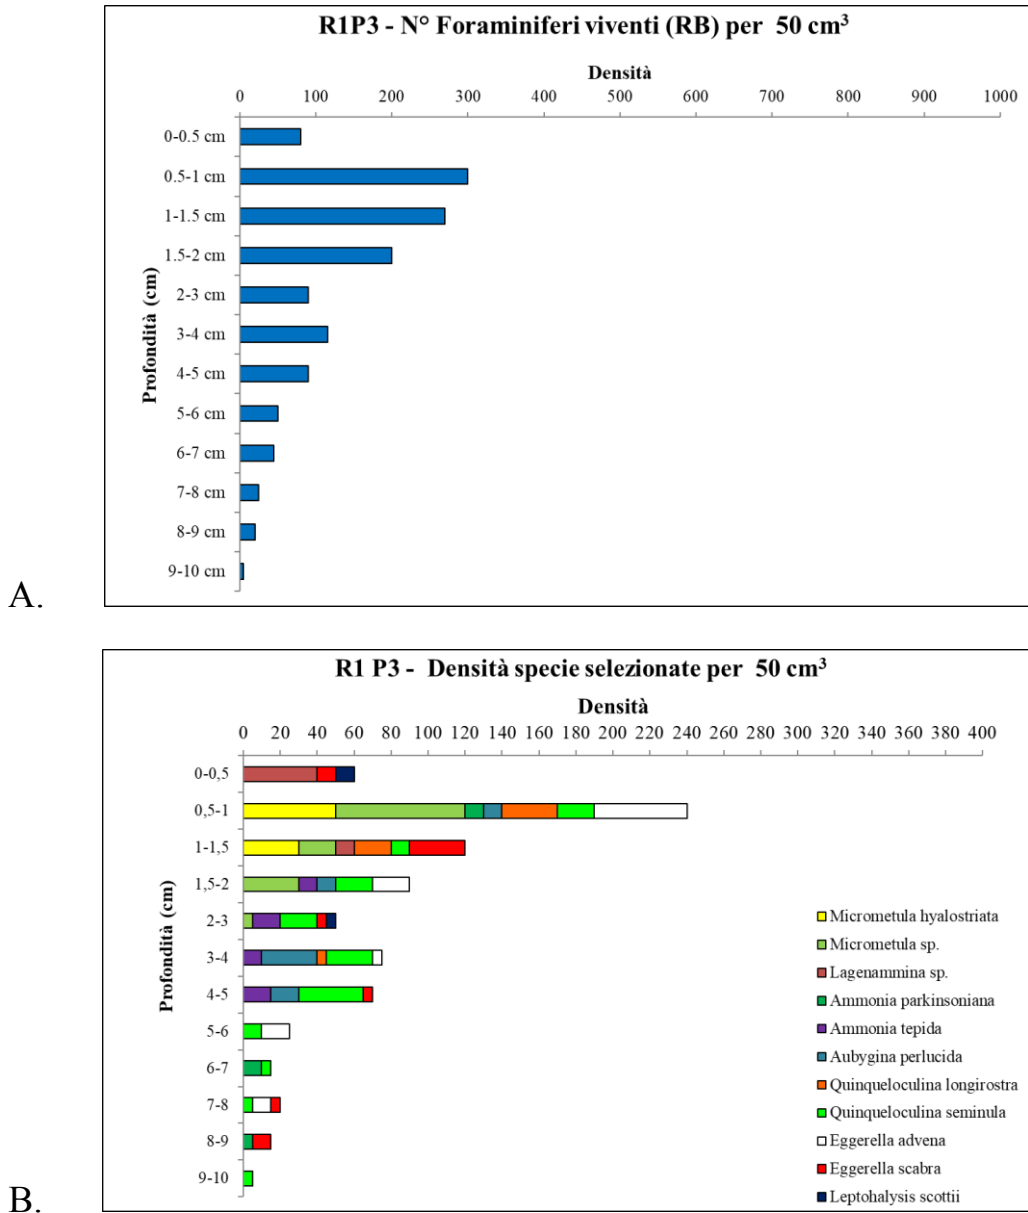 R1P3 - N° Foraminiferi viventi (RB) per 50 cm³
Densità
0 100 200 300 400 500 600 700 800 900 1000
Profondità (cm)
0-0.5 cm
0.5-1 cm
1-1.5 cm
1.5-2 cm
2-3 cm
3-4 cm
4-5 cm
5-6 cm
6-7 cm
7-8 cm
8-9 cm
9-10 cm
A.
R1 P3 - Densità specie selezionate per 50 cm³
Densità
0 20 40 60 80 100 120 140 160 180 200 220 240 260 280 300 320 340 360 380 400
Profondità (cm)
0-0,5
0,5-1
1-1,5
1,5-2
2-3
3-4
4-5
5-6
6-7
7-8
8-9
9-10
Micrometula hyalostriata
Micrometula sp.
Lagenammina sp.
Ammonia parkinsoniana
Ammonia tepida
Aubygina perlucida
Quinqueloculina longirostra
Quinqueloculina seminula
Eggerella advena
Eggerella scabra
Leptohalysis scottii
B.